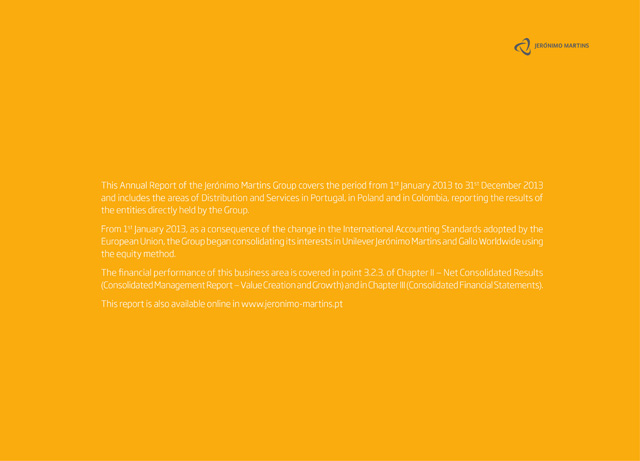 JERÓNIMO MARTINS
This Annual Report of the Jerónimo Martins Group covers the period from 1st January 2013 to 31st December 2013
and includes the areas of Distribution and Services in Portugal, in Poland and in Colombia, reporting the results of
the entities directly held by the Group.
From 1st January 2013, as a consequence of the change in the International Accounting Standards adopted by the
European Union, the Group began consolidating its interests in Unilever Jerónimo Martins and Gallo Worldwide using
the equity method.
The financial performance of this business area is covered in point 3.2.3. of Chapter II – Net Consolidated Results
(Consolidated Management Report – Value Creation and Growth) and in Chapter III (Consolidated Financial Statements).
This report is also available online in www.jeronimo-martins.pt